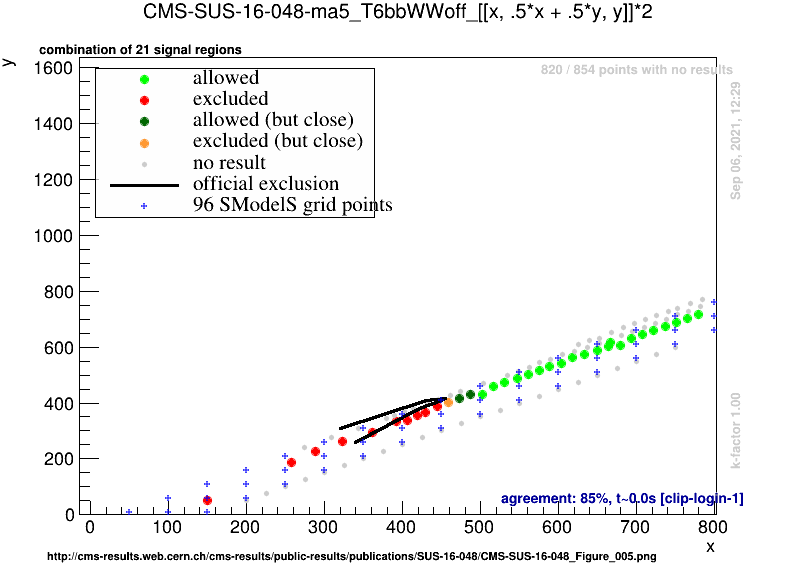 CMS-SUS-16-048-ma5_T6bbWWoff_[[x, .5*x + .5*y, y]]*2
combination of 21 signal regions
y
820 / 854 points with no results
allowed
excluded
allowed (but close)
excluded (but close)
no result
official exclusion
96 SModelS grid points
Sep 06, 2021, 12:29
k-factor 1.00
1600
1400
1200
1000
800
600
400
200
0
agreement: 85%, t~0.0s [clip-login-1]
0 100 200 300 400 500 600 700 800
x
http://cms-results.web.cern.ch/cms-results/public-results/publications/SUS-16-048/CMS-SUS-16-048_Figure_005.png